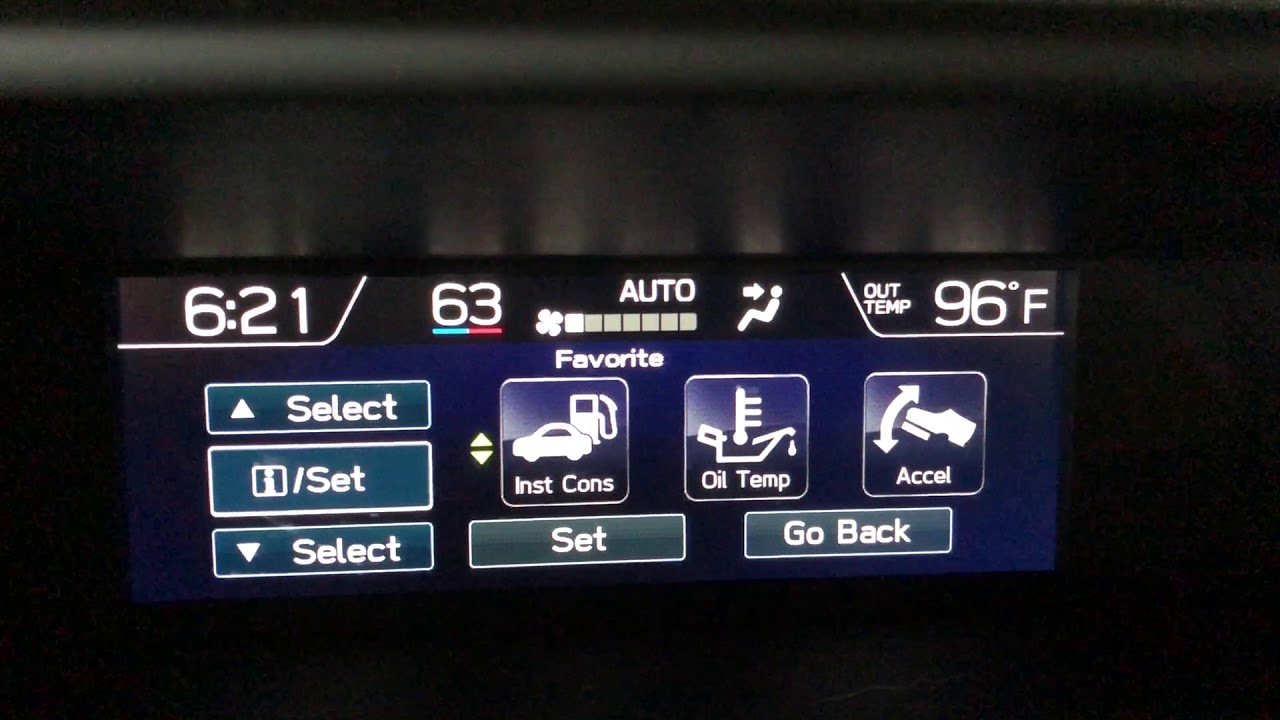 6:21
63
AUTO
OUT
TEMP
96°F
Favorite
▲ Select
i/Set
▼ Select
Inst Cons
Oil Temp
Accel
Set
Go Back